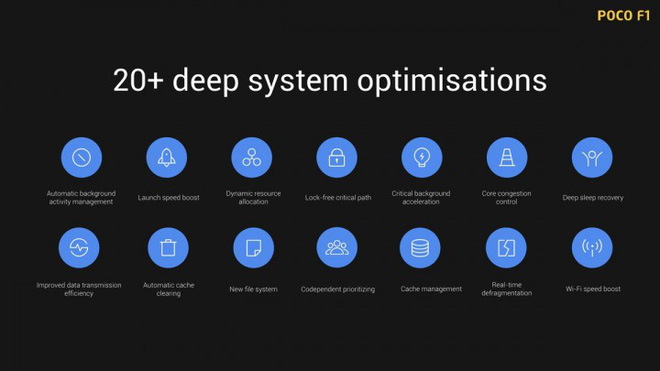 POCO F1
20+ deep system optimisations
Automatic background
activity management
Launch speed boost
Dynamic resource
allocation
Lock-free critical path
Critical background
acceleration
Core congestion
control
Deep sleep recovery
Improved data transmission
efficiency
Automatic cache
clearing
New file system
Codependent prioritizing
Cache management
Real-time
defragmentation
Wi-Fi speed boost